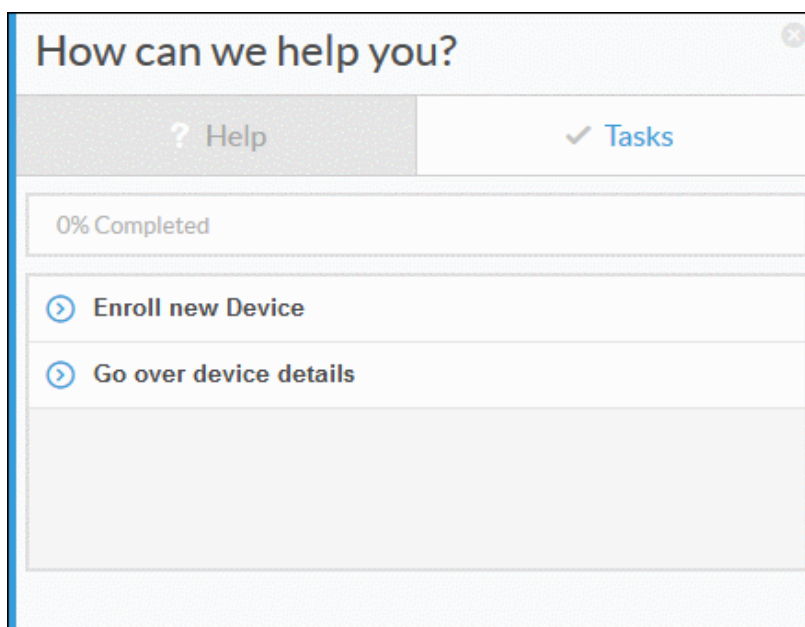 How can we help you?
? Help
Tasks
0% Completed
Enroll new Device
Go over device details